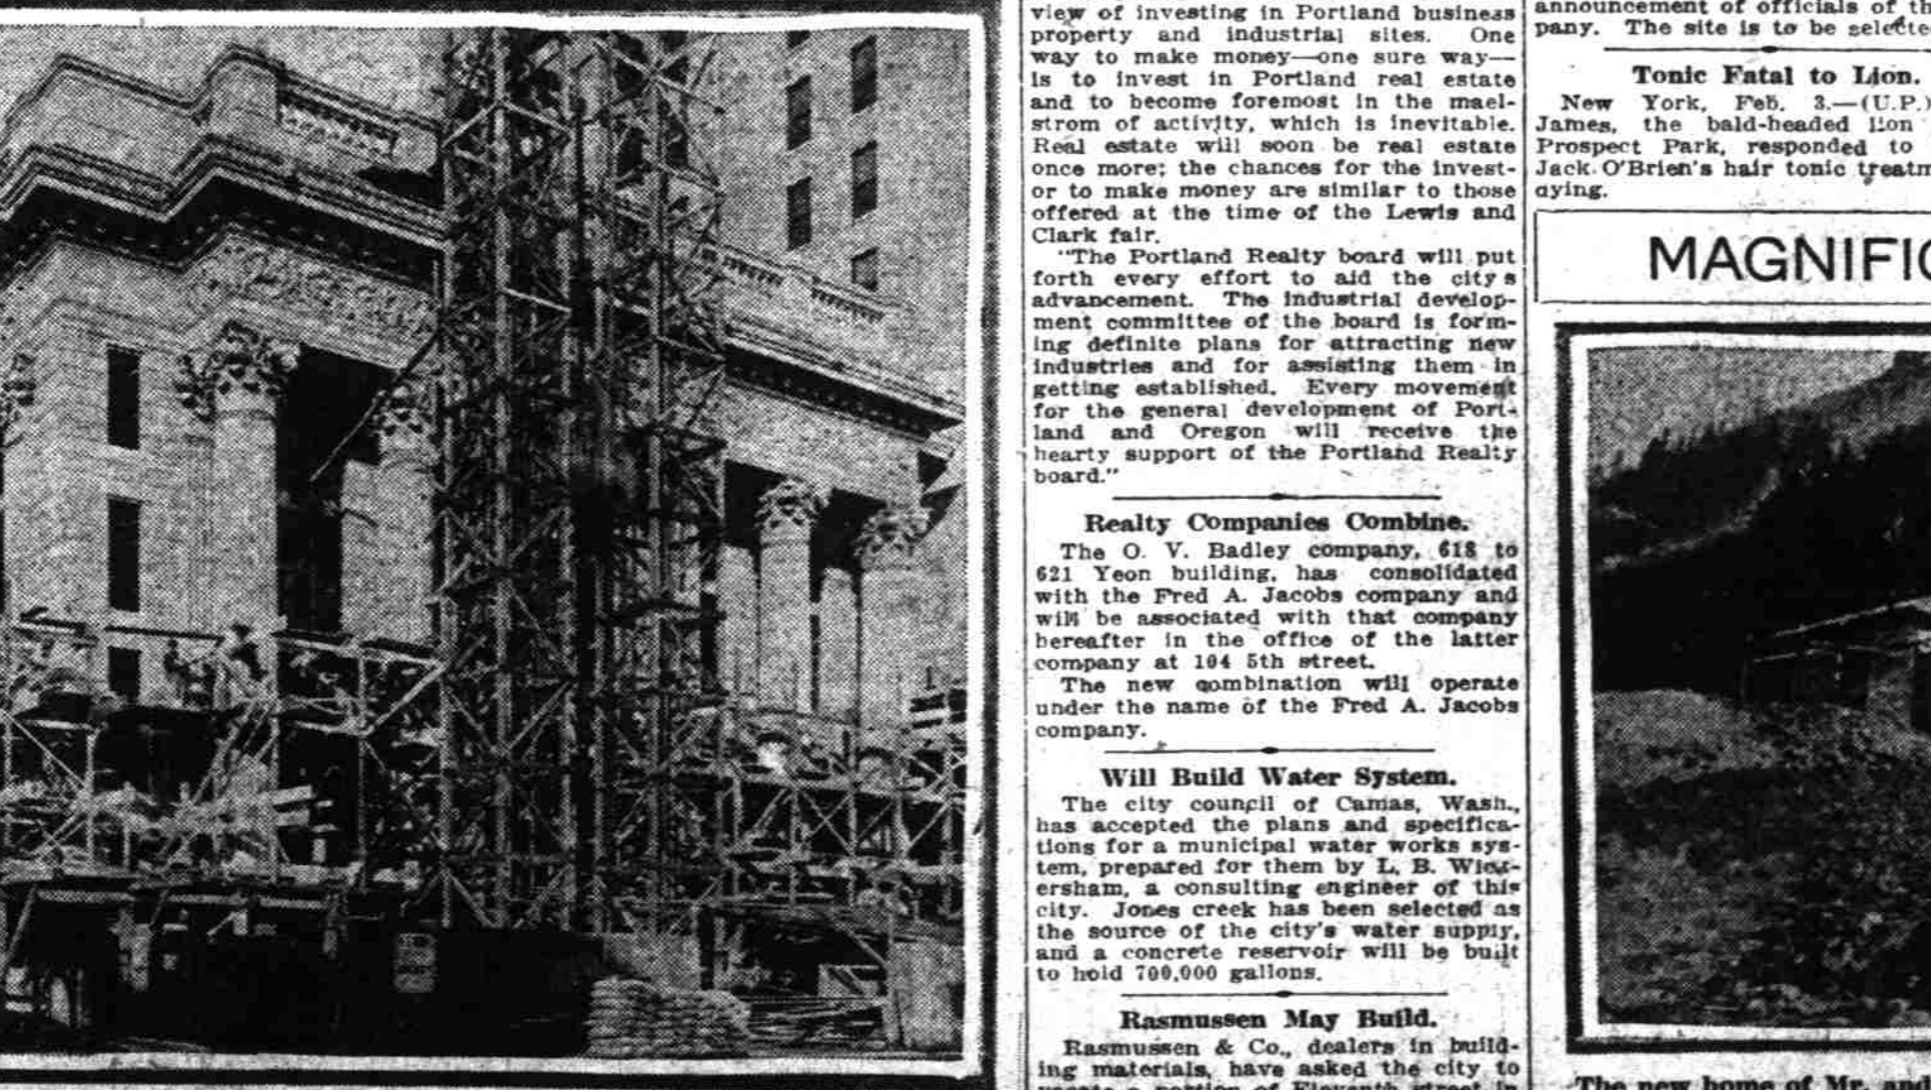 view of investing in Portland business
property and industrial sites. One
way to make money—one sure way—
is to invest in Portland real estate
and to become foremost in the mael-
strom of activity, which is inevitable.
Real estate will soon be real estate
once more; the chances for the invest-
or to make money are similar to those
offered at the time of the Lewis and
Clark fair.
"The Portland Realty board will put
forth every effort to aid the city's
advancement. The industrial develop-
ment committee of the board is form-
ing definite plans for attracting new
industries and for assisting them in
getting established. Every movement
for the general development of Port-
land and Oregon will receive the
hearty support of the Portland Realty
board."
Realty Companies Combine.
The O. V. Badley company, 618 to
621 Yeon building, has consolidated
with the Fred A. Jacobs company and
will be associated with that company
hereafter in the office of the latter
company at 104 5th street.
The new combination will operate
under the name of the Fred A. Jacobs
company.
Will Build Water System.
The city council of Camas, Wash.,
has accepted the plans and specifica-
tions for a municipal water works sys-
tem, prepared for them by L. B. Wick-
ersham, a consulting engineer of this
city. Jones creek has been selected as
the source of the city's water supply,
and a concrete reservoir will be built
to hold 700,000 gallons.
Rasmussen May Build.
Rasmussen & Co., dealers in build-
ing materials, have asked the city to
vacate a portion of Eleventh street in
announcement of officials of th
pany. The site is to be selecte
Tonic Fatal to Lion.
New York, Feb. 3.—(U.P.)
James, the bald-headed lion
Prospect Park, responded to
Jack O'Brien's hair tonic treatm
dying.
MAGNIFIC
The new home of